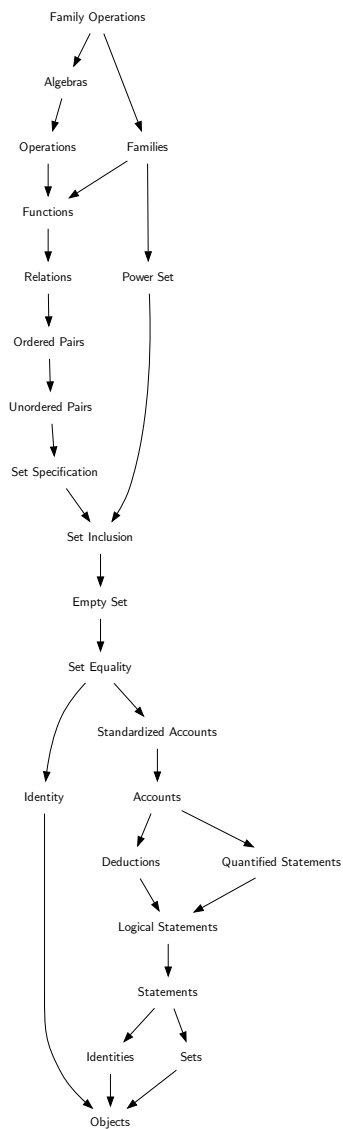 Family Operations
Algebras
Operations
Families
Functions
Relations
Power Set
Ordered Pairs
Unordered Pairs
Set Specification
Set Inclusion
Empty Set
Set Equality
Standardized Accounts
Identity
Accounts
Deductions
Quantified Statements
Logical Statements
Statements
Identities
Sets
Objects